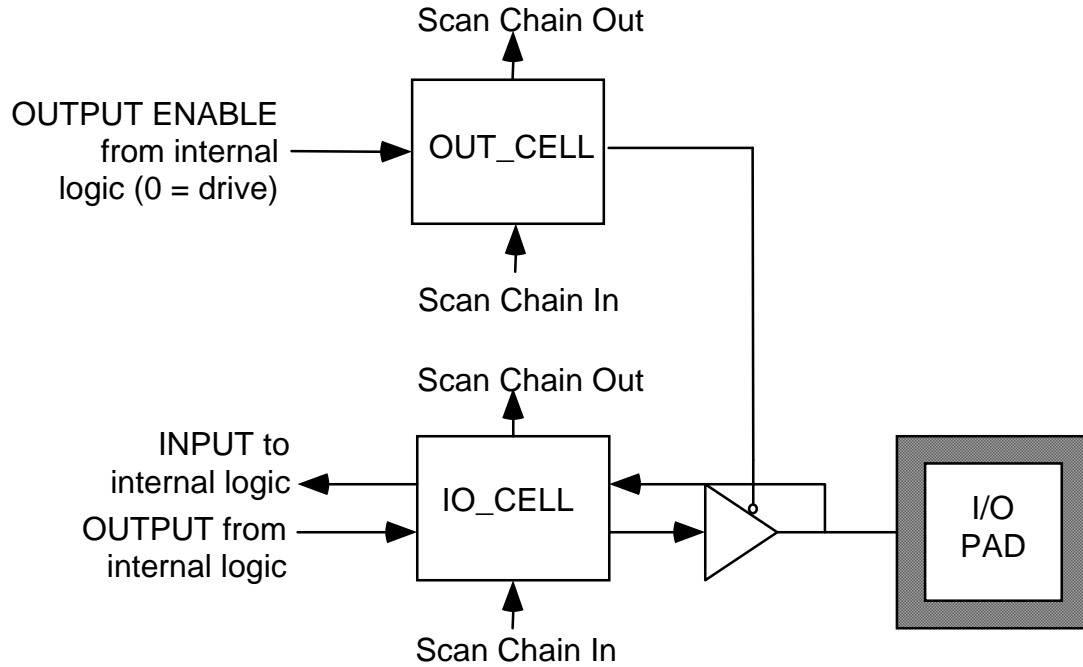 Scan Chain Out
OUTPUT ENABLE
from internal
logic (0 = drive)
OUT_CELL
Scan Chain In
Scan Chain Out
INPUT to
internal logic
OUTPUT from
internal logic
IO_CELL
I/O
PAD
Scan Chain In